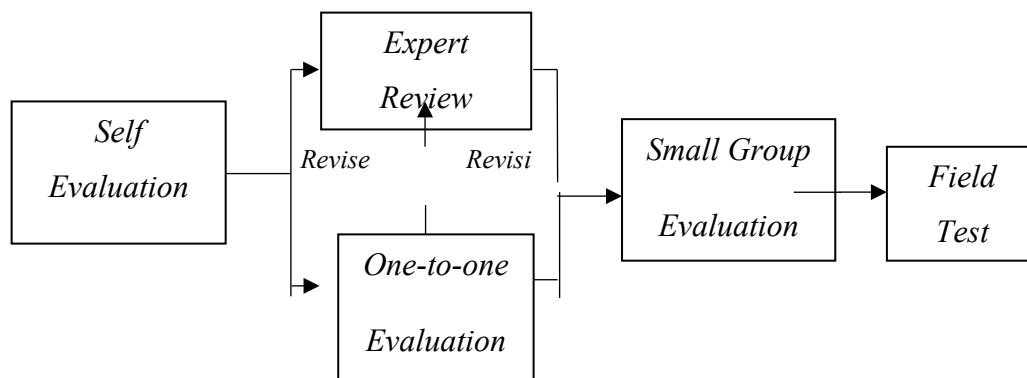 Expert
Review
Self
Evaluation
Revise
Revisi
Small Group
Evaluation
Field
Test
One-to-one
Evaluation